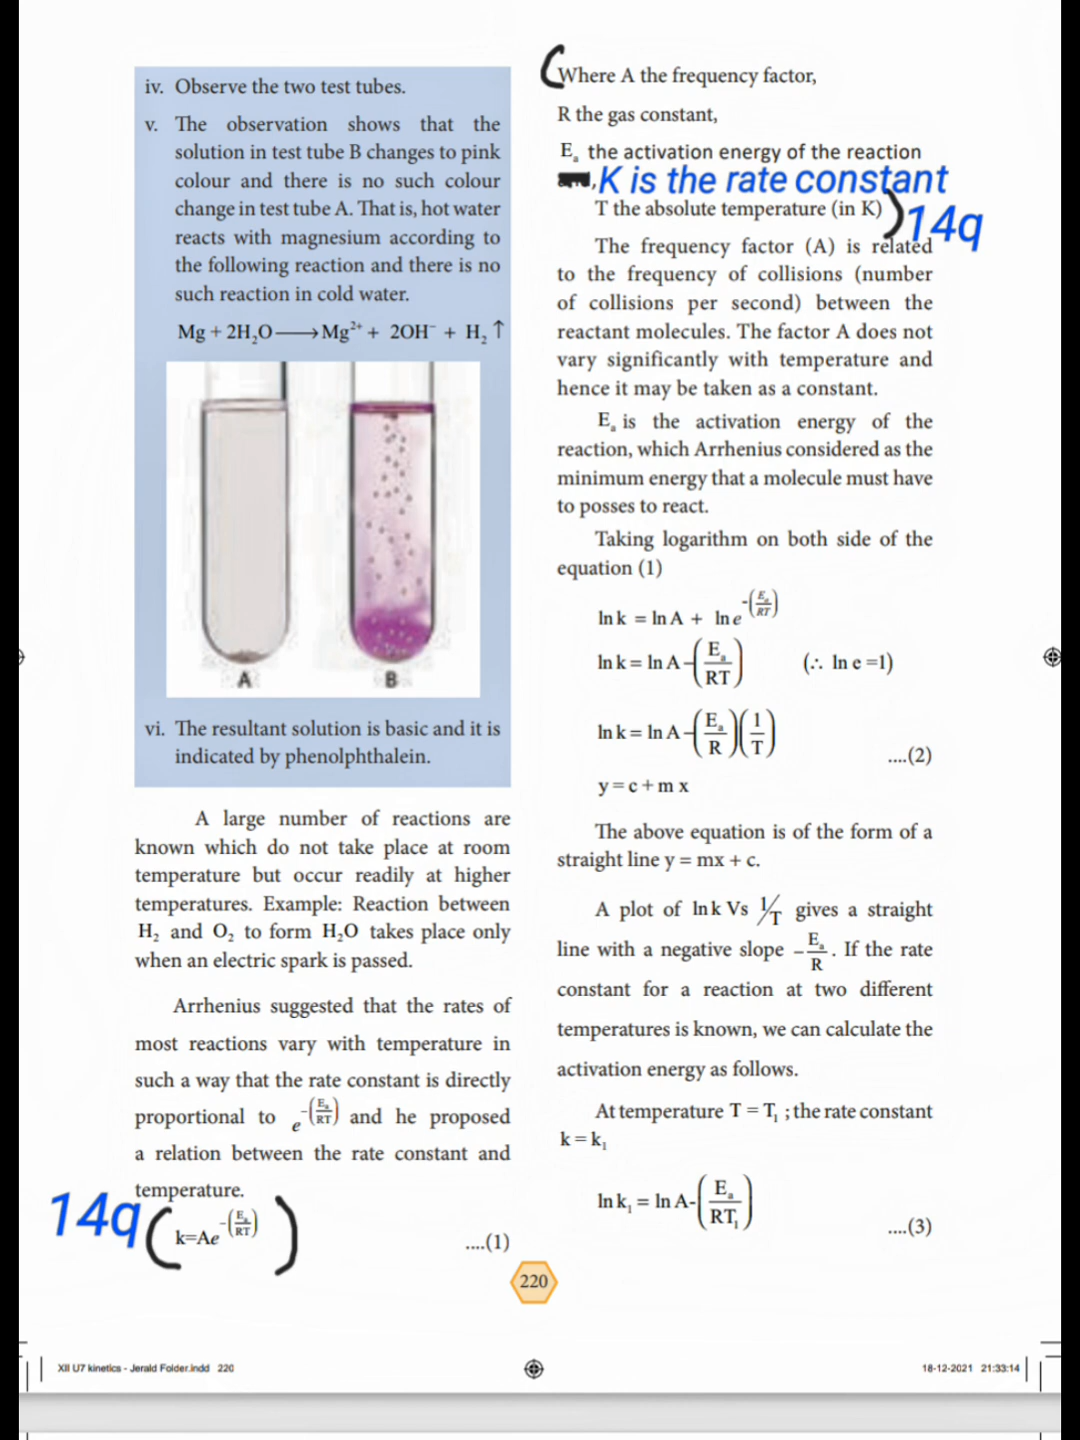 iv. Observe the two test tubes.
v. The observation shows that the
solution in test tube B changes to pink
colour and there is no such colour
change in test tube A. That is, hot water
reacts with magnesium according to
the following reaction and there is no
such reaction in cold water.
Mg + 2H₂O ⟶ Mg²⁺ + 2OH⁻ + H₂ ↑
A B
vi. The resultant solution is basic and it is
indicated by phenolphthalein.
A large number of reactions are
known which do not take place at room
temperature but occur readily at higher
temperatures. Example: Reaction between
H₂ and O₂ to form H₂O takes place only
when an electric spark is passed.
Arrhenius suggested that the rates of
most reactions vary with temperature in
such a way that the rate constant is directly
proportional to e^-(Eₐ/RT) and he proposed
a relation between the rate constant and
temperature.
14q ( k=Ae^-(Eₐ/RT) ) ....(1)
(Where A the frequency factor,
R the gas constant,
Eₐ the activation energy of the reaction
, K is the rate constant
T the absolute temperature (in K) )14q
The frequency factor (A) is related
to the frequency of collisions (number
of collisions per second) between the
reactant molecules. The factor A does not
vary significantly with temperature and
hence it may be taken as a constant.
Eₐ is the activation energy of the
reaction, which Arrhenius considered as the
minimum energy that a molecule must have
to posses to react.
Taking logarithm on both side of the
equation (1)
ln k = ln A + ln e^-(Eₐ/RT)
ln k = ln A - (Eₐ/RT) (∴ ln e =1)
ln k = ln A - (Eₐ/R)(1/T) ....(2)
y = c + m x
The above equation is of the form of a
straight line y = mx + c.
A plot of ln k Vs 1/T gives a straight
line with a negative slope -Eₐ/R. If the rate
constant for a reaction at two different
temperatures is known, we can calculate the
activation energy as follows.
At temperature T = T₁ ; the rate constant
k = k₁
ln k₁ = ln A- (Eₐ/RT₁) ....(3)
220
XII U7 kinetics - Jerald Folder.indd 220
18-12-2021 21:33:14